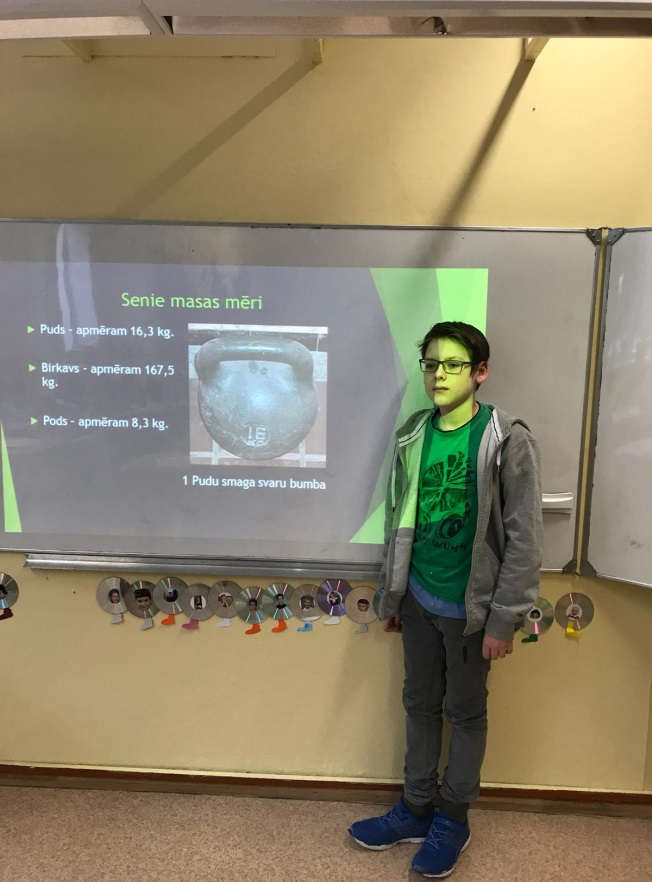 Senie masas mēri
Puds – apmēram 16,3 kg.
Birkavs – apmēram 167,5
kg.
Pods – apmēram 8,3 kg.
16
1 Pudu smaga svaru bumba